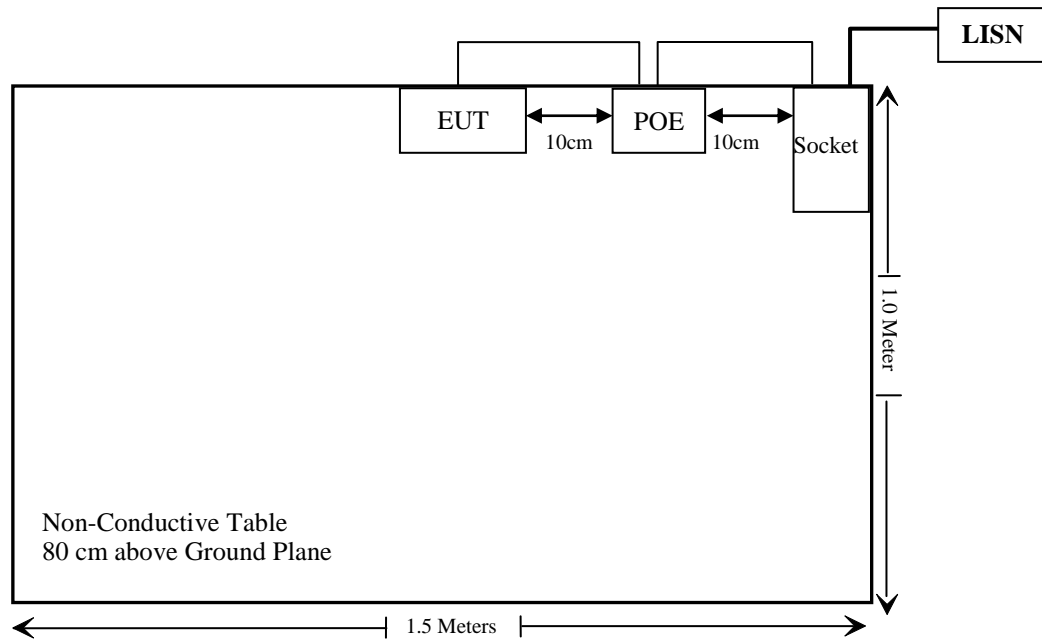 LISN
EUT
POE
10cm
10cm
Socket
1.0 Meter
Non-Conductive Table
80 cm above Ground Plane
1.5 Meters